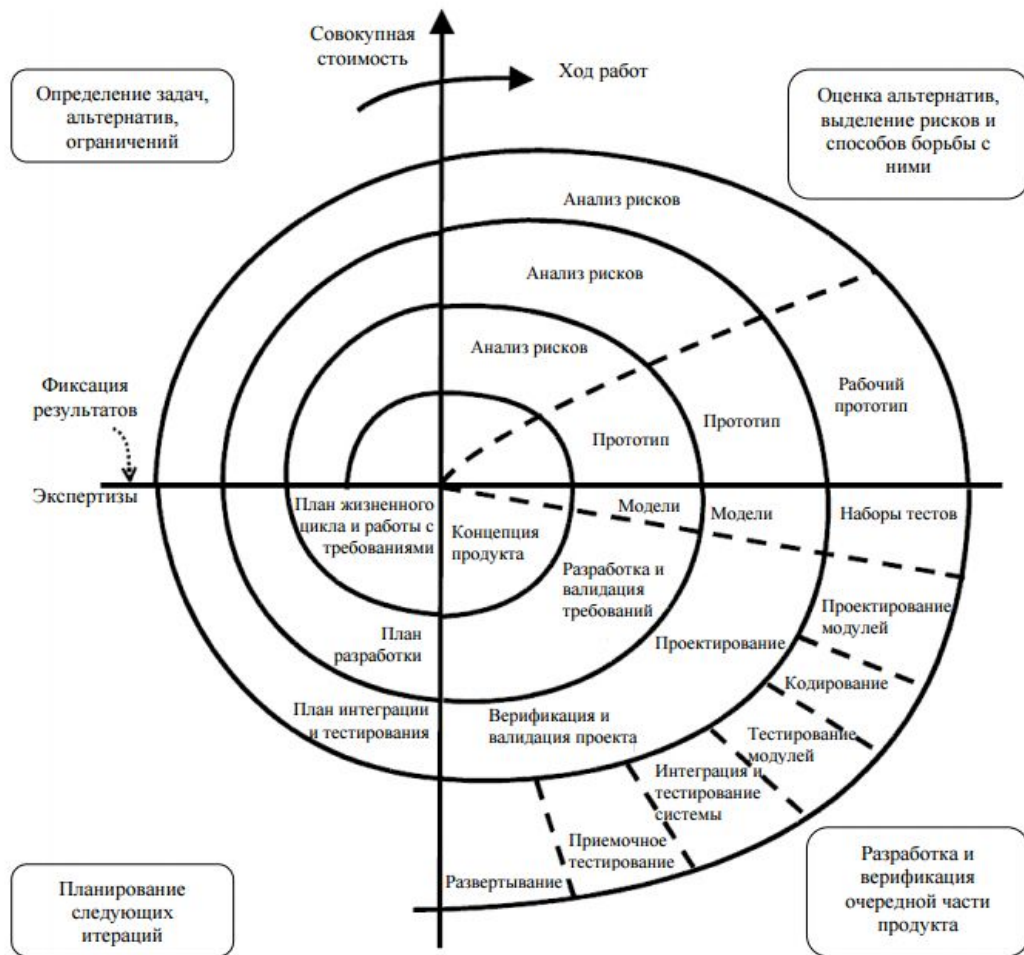 Совокупная
стоимость
Ход работ
Определение задач,
альтернатив,
ограничений
Оценка альтернатив,
выделение рисков и
способов борьбы с
ними
Анализ рисков
Анализ рисков
Анализ рисков
Фиксация
результатов
Рабочий
прототип
Прототип
Прототип
Экспертизы
План жизненного
цикла и работы с
требованиями
Концепция
продукта
Модели
Модели
Наборы тестов
Разработка и
валидация
требований
Проектирование
модулей
План
разработки
Проектирование
Кодирование
План интеграции
и тестирования
Верификация и
валидация проекта
Тестирование
модулей
Интеграция и
тестирование
системы
Приемочное
тестирование
Развертывание
Планирование
следующих
итераций
Разработка и
верификация
очередной части
продукта